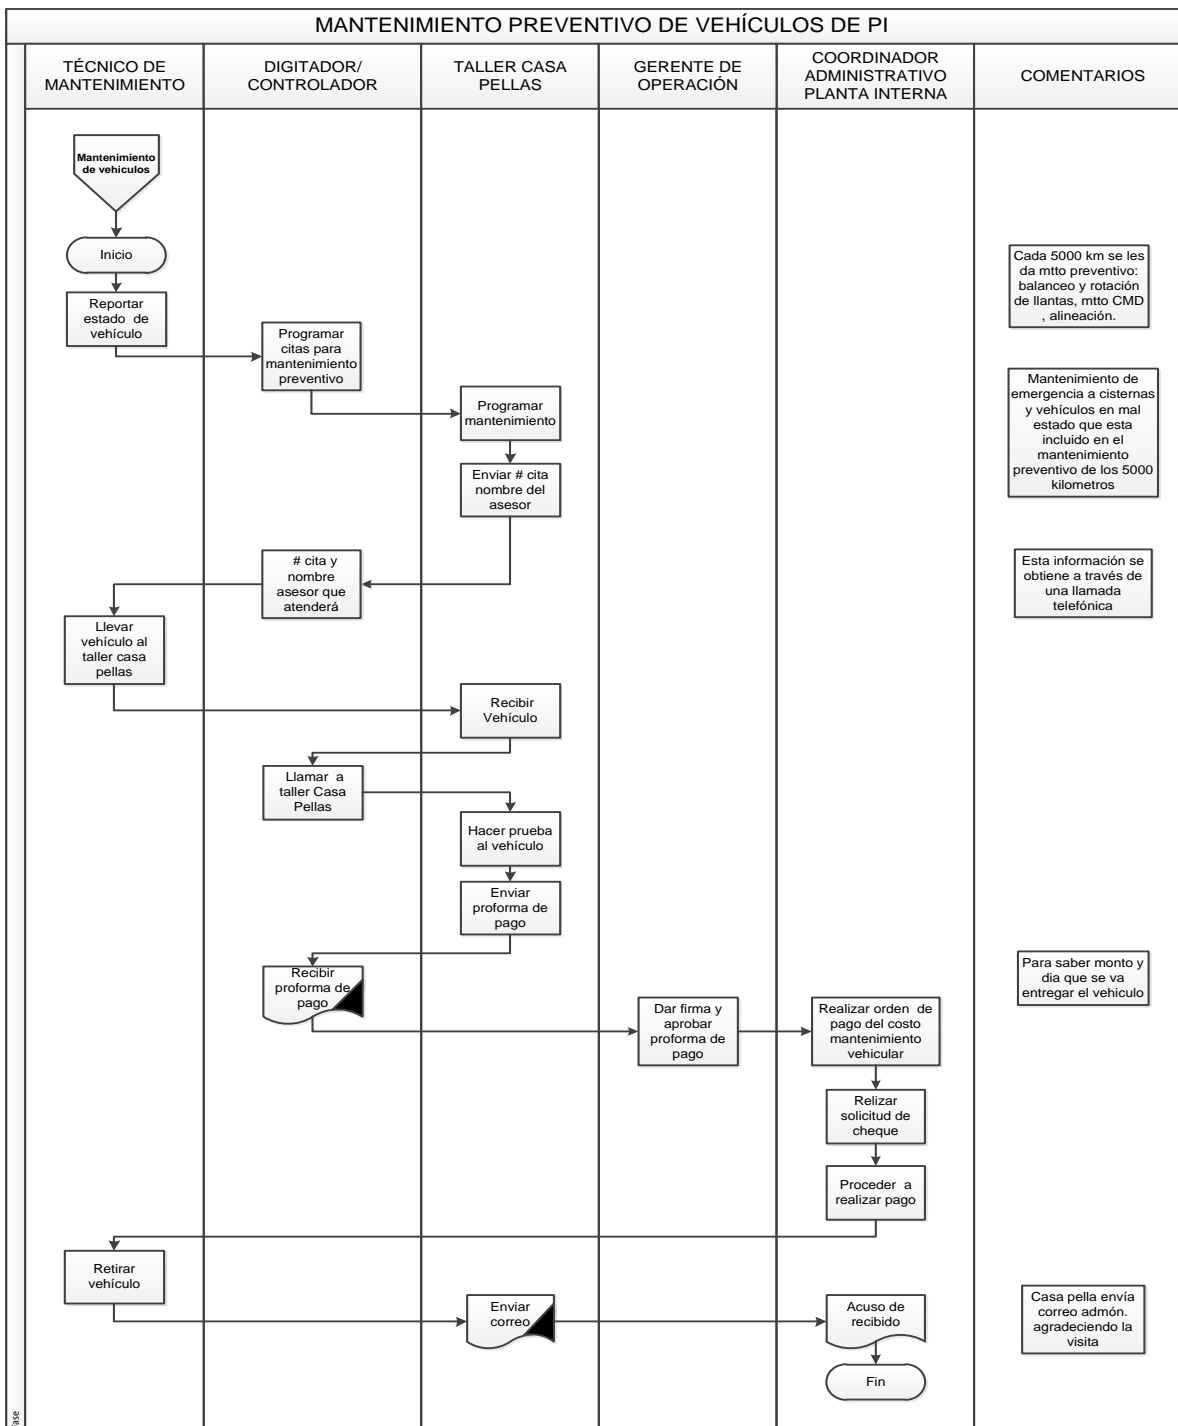 MANTENIMIENTO PREVENTIVO DE VEHÍCULOS DE PI
TÉCNICO DE
MANTENIMIENTO
DIGITADOR/
CONTROLADOR
TALLER CASA
PELLAS
GERENTE DE
OPERACIÓN
COORDINADOR
ADMINISTRATIVO
PLANTA INTERNA
COMENTARIOS
Mantenimiento
de vehiculos
Inicio
Cada 5000 km se les
da mtto preventivo:
balanceo y rotación
de llantas, mtto CMD
, alineación.
Reportar
estado de
vehículo
Programar
citas para
mantenimiento
preventivo
Programar
mantenimiento
Mantenimiento de
emergencia a cisternas
y vehículos en mal
estado que esta
incluido en el
mantenimiento
preventivo de los 5000
kilometros
Enviar # cita
nombre del
asesor
# cita y
nombre
asesor que
atenderá
Esta información se
obtiene a través de
una llamada
telefónica
Llevar
vehículo al
taller casa
pellas
Recibir
Vehículo
Llamar a
taller Casa
Pellas
Hacer prueba
al vehículo
Enviar
proforma de
pago
Recibir
proforma de
pago
Para saber monto y
dia que se va
entregar el vehiculo
Dar firma y
aprobar
proforma de
pago
Realizar orden de
pago del costo
mantenimiento
vehicular
Relizar
solicitud de
cheque
Proceder a
realizar pago
Retirar
vehículo
Enviar
correo
Acuso de
recibido
Casa pella envía
correo admón.
agradeciendo la
visita
Fin